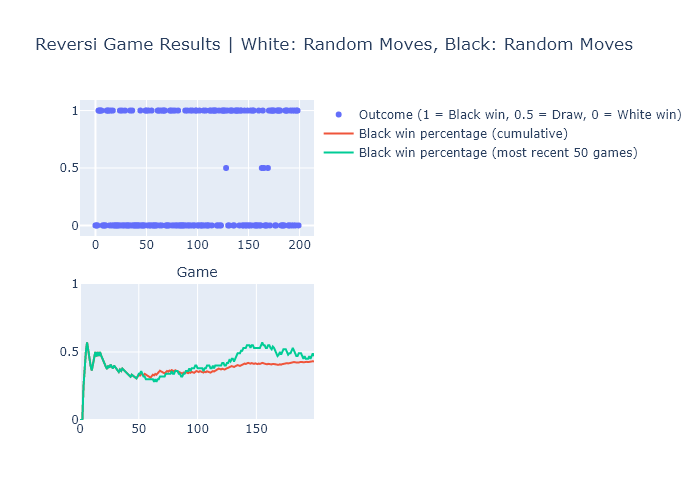 Reversi Game Results | White: Random Moves, Black: Random Moves
1
0.5
0
0 50 100 150 200
Outcome (1 = Black win, 0.5 = Draw, 0 = White win)
Black win percentage (cumulative)
Black win percentage (most recent 50 games)
Game
1
0.5
0
0 50 100 150